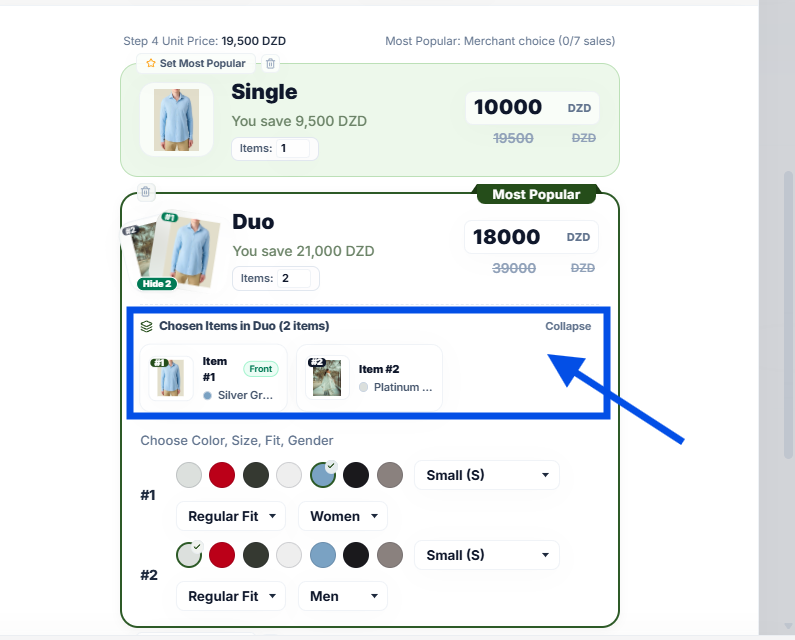 Step 4 Unit Price: 19,500 DZD
Most Popular: Merchant choice (0/7 sales)
Set Most Popular
Single
10000 DZD
You save 9,500 DZD
19500 DZD
Items: 1
Most Popular
#2
#1
Hide 2
Duo
18000 DZD
You save 21,000 DZD
39000 DZD
Items: 2
Chosen Items in Duo (2 items)
Collapse
#1
Item
#1
Front
Silver Gr...
#2
Item #2
Platinum ...
Choose Color, Size, Fit, Gender
#1
Small (S)
Regular Fit
Women
#2
Small (S)
Regular Fit
Men